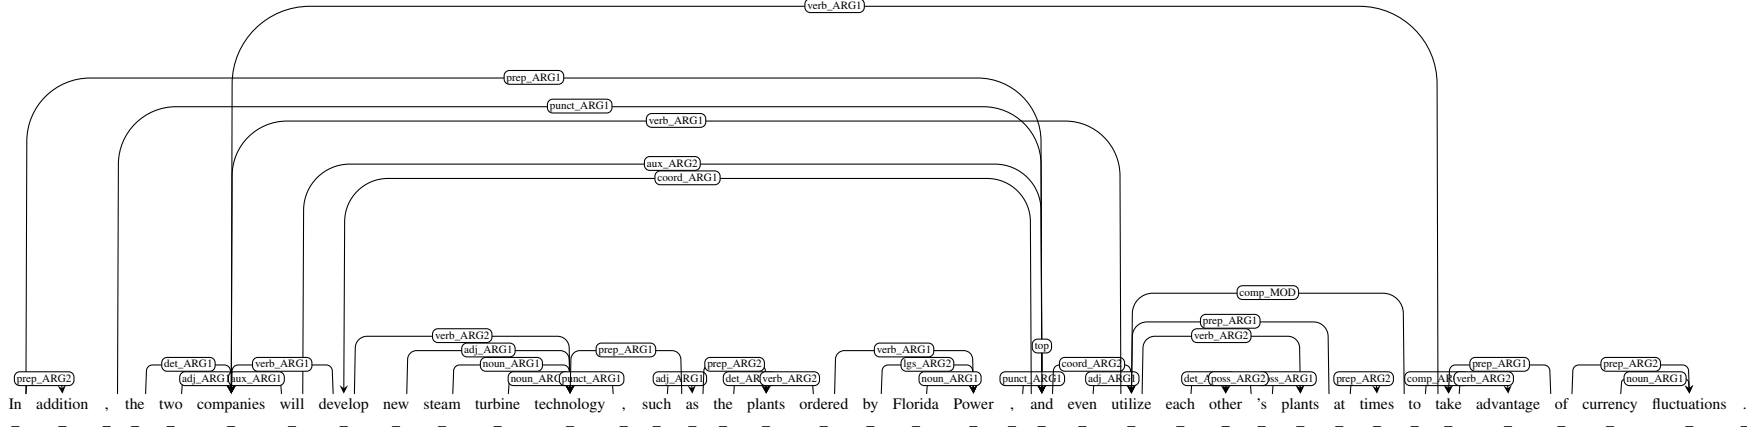 verb_ARG1
prep_ARG1
punct_ARG1
verb_ARG1
aux_ARG2
coord_ARG1
comp_MOD
prep_ARG1
verb_ARG2 verb_ARG2
top
adj_ARG1 prep_ARG1 verb_ARG1
det_ARG1 verb_ARG1 noun_ARG1 prep_ARG2 lgs_ARG2 coord_ARG2 prep_ARG1 prep_ARG2
prep_ARG2 adj_ARG1 aux_ARG1 punct_ARG1 adj_ARG1 verb_ARG2 noun_ARG1 punct_ARG1 adj_ARG1 poss_ARG2 prep_ARG2 verb_ARG2 noun_ARG1
In addition , the two companies will develop new steam turbine technology , such as the plants ordered by Florida Power , and even utilize each other 's plants at times to take advantage of currency fluctuations .
_ _ _ _ _ _ _ _ _ _ _ _ _ _ _ _ _ _ _ _ _ _ _ _ _ _ _ _ _ _ _ _ _ _ _ _ _ _